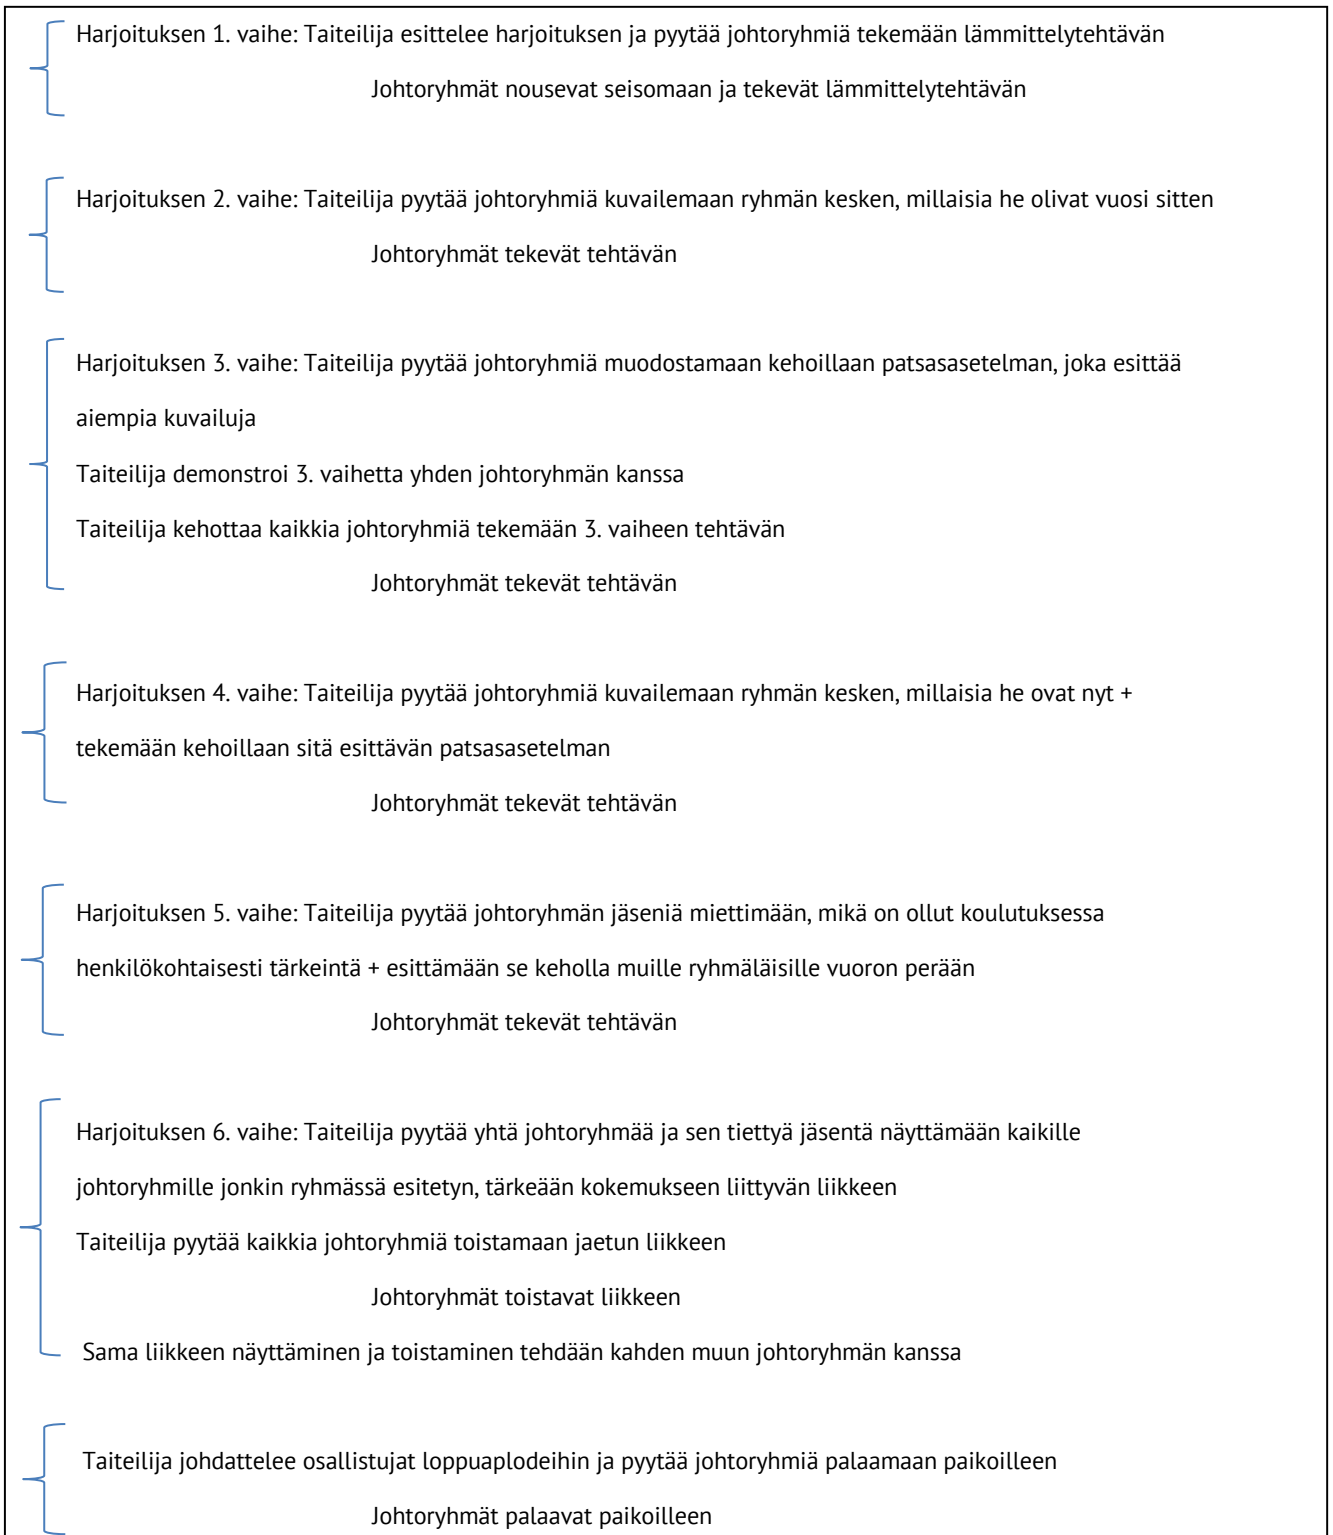 Harjoituksen 1. vaihe: Taiteilija esittelee harjoituksen ja pyytää johtoryhmiä tekemään lämmittelytehtävän
Johtoryhmät nousevat seisomaan ja tekevät lämmittelytehtävän
Harjoituksen 2. vaihe: Taiteilija pyytää johtoryhmiä kuvailemaan ryhmän kesken, millaisia he olivat vuosi sitten
Johtoryhmät tekevät tehtävän
Harjoituksen 3. vaihe: Taiteilija pyytää johtoryhmiä muodostamaan kehoillaan patsasasetelman, joka esittää
aiempia kuvailuja
Taiteilija demonstroi 3. vaihetta yhden johtoryhmän kanssa
Taiteilija kehottaa kaikkia johtoryhmiä tekemään 3. vaiheen tehtävän
Johtoryhmät tekevät tehtävän
Harjoituksen 4. vaihe: Taiteilija pyytää johtoryhmiä kuvailemaan ryhmän kesken, millaisia he ovat nyt +
tekemään kehoillaan sitä esittävän patsasasetelman
Johtoryhmät tekevät tehtävän
Harjoituksen 5. vaihe: Taiteilija pyytää johtoryhmän jäseniä miettimään, mikä on ollut koulutuksessa
henkilökohtaisesti tärkeintä + esittämään se keholla muille ryhmäläisille vuoron perään
Johtoryhmät tekevät tehtävän
Harjoituksen 6. vaihe: Taiteilija pyytää yhtä johtoryhmää ja sen tiettyä jäsentä näyttämään kaikille
johtoryhmille jonkin ryhmässä esitetyn, tärkeään kokemukseen liittyvän liikkeen
Taiteilija pyytää kaikkia johtoryhmiä toistamaan jaetun liikkeen
Johtoryhmät toistavat liikkeen
Sama liikkeen näyttäminen ja toistaminen tehdään kahden muun johtoryhmän kanssa
Taiteilija johdattelee osallistujat loppuaplodeihin ja pyytää johtoryhmiä palaamaan paikoilleen
Johtoryhmät palaavat paikoilleen